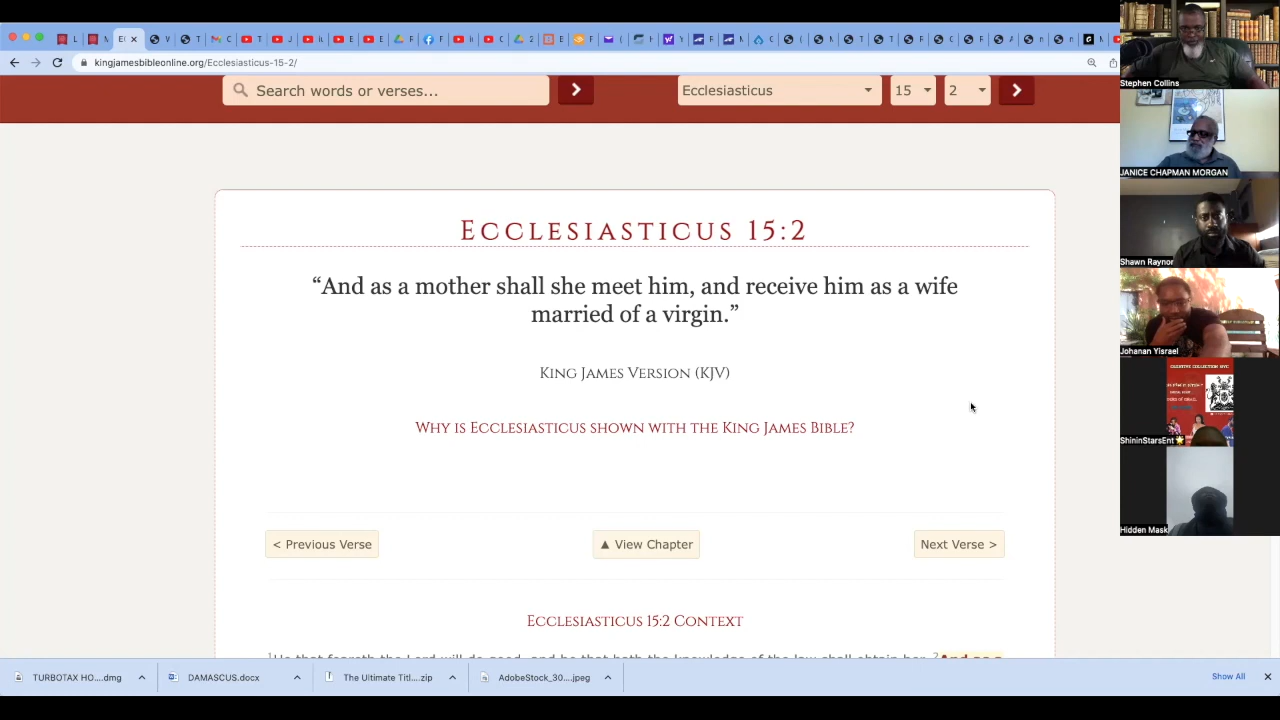 kingjamesbibleonline.org/Ecclesiasticus-15-2/
Search words or verses...
Ecclesiasticus
15
2
Ecclesiasticus 15:2
“And as a mother shall she meet him, and receive him as a wife
married of a virgin.”
King James Version (KJV)
Why is Ecclesiasticus shown with the King James Bible?
< Previous Verse
▲ View Chapter
Next Verse >
Ecclesiasticus 15:2 Context
TURBOTAX HO....dmg
DAMASCUS.docx
The Ultimate Titl....zip
AdobeStock_30....jpeg
Show All
Stephen Collins
JANICE CHAPMAN MORGAN
Shawn Raynor
Johanan Yisrael
ShininStarsEnt🌟
Hidden Mask